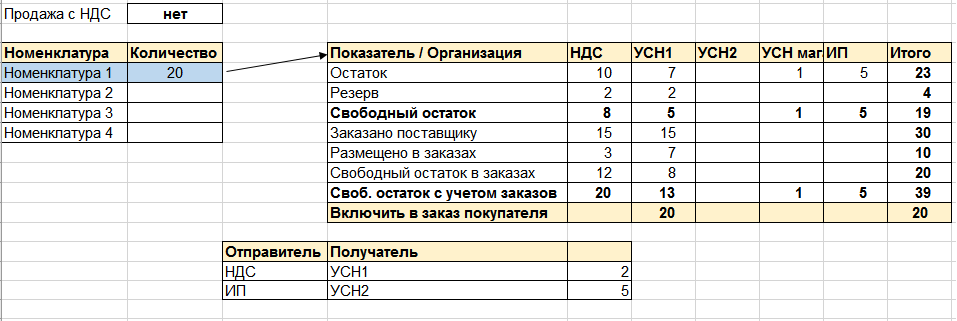 Продажа с НДС нет
Номенклатура Количество Показатель / Организация НДС УСН1 УСН2 УСН маг. ИП Итого
Номенклатура 1 20 Остаток 10 7 1 5 23
Номенклатура 2 Резерв 2 2 4
Номенклатура 3 Свободный остаток 8 5 1 5 19
Номенклатура 4 Заказано поставщику 15 15 30
Размещено в заказах 3 7 10
Свободный остаток в заказах 12 8 20
Своб. остаток с учетом заказов 20 13 1 5 39
Включить в заказ покупателя 20 20
Отправитель Получатель
НДС УСН1 2
ИП УСН2 5